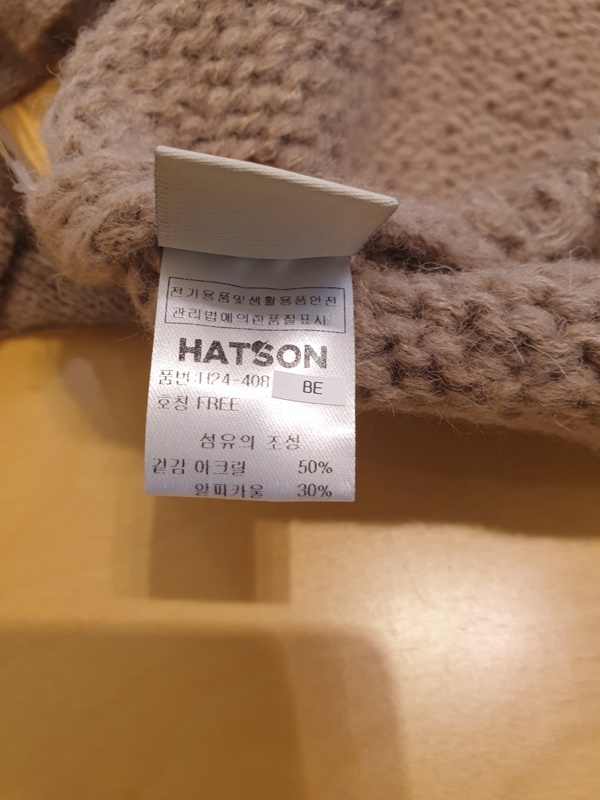 전기용품및생활용품안전
관리법에의한품질표시
HATSON
품번:H24-408 BE
호칭 FREE
섬유의 조성
겉감 아크릴 50%
알파카울 30%